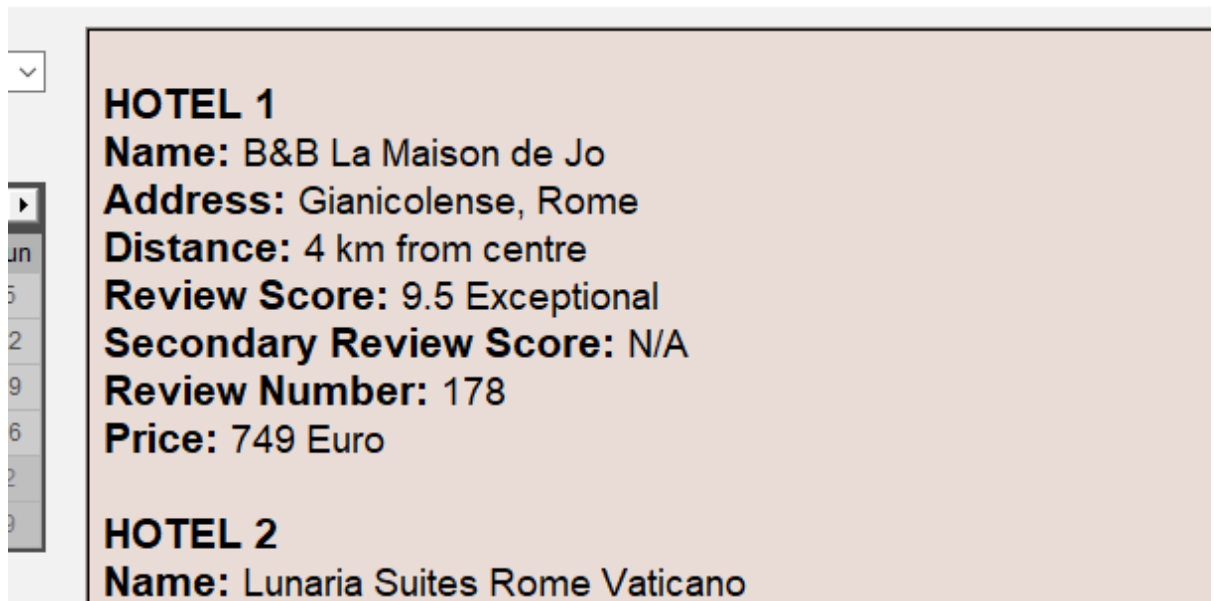 HOTEL 1
Name: B&B La Maison de Jo
Address: Gianicolense, Rome
Distance: 4 km from centre
Review Score: 9.5 Exceptional
Secondary Review Score: N/A
Review Number: 178
Price: 749 Euro
HOTEL 2
Name: Lunaria Suites Rome Vaticano